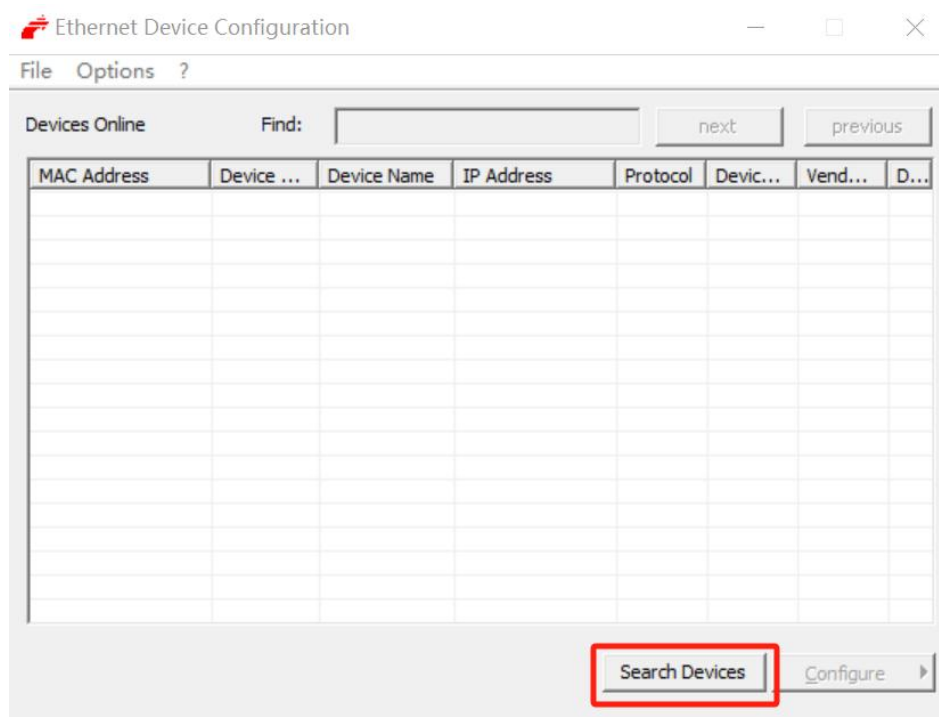 Ethernet Device Configuration
File Options ?
Devices Online Find: next previous
MAC Address Device ... Device Name IP Address Protocol Devic... Vend... D...
Search Devices Configure